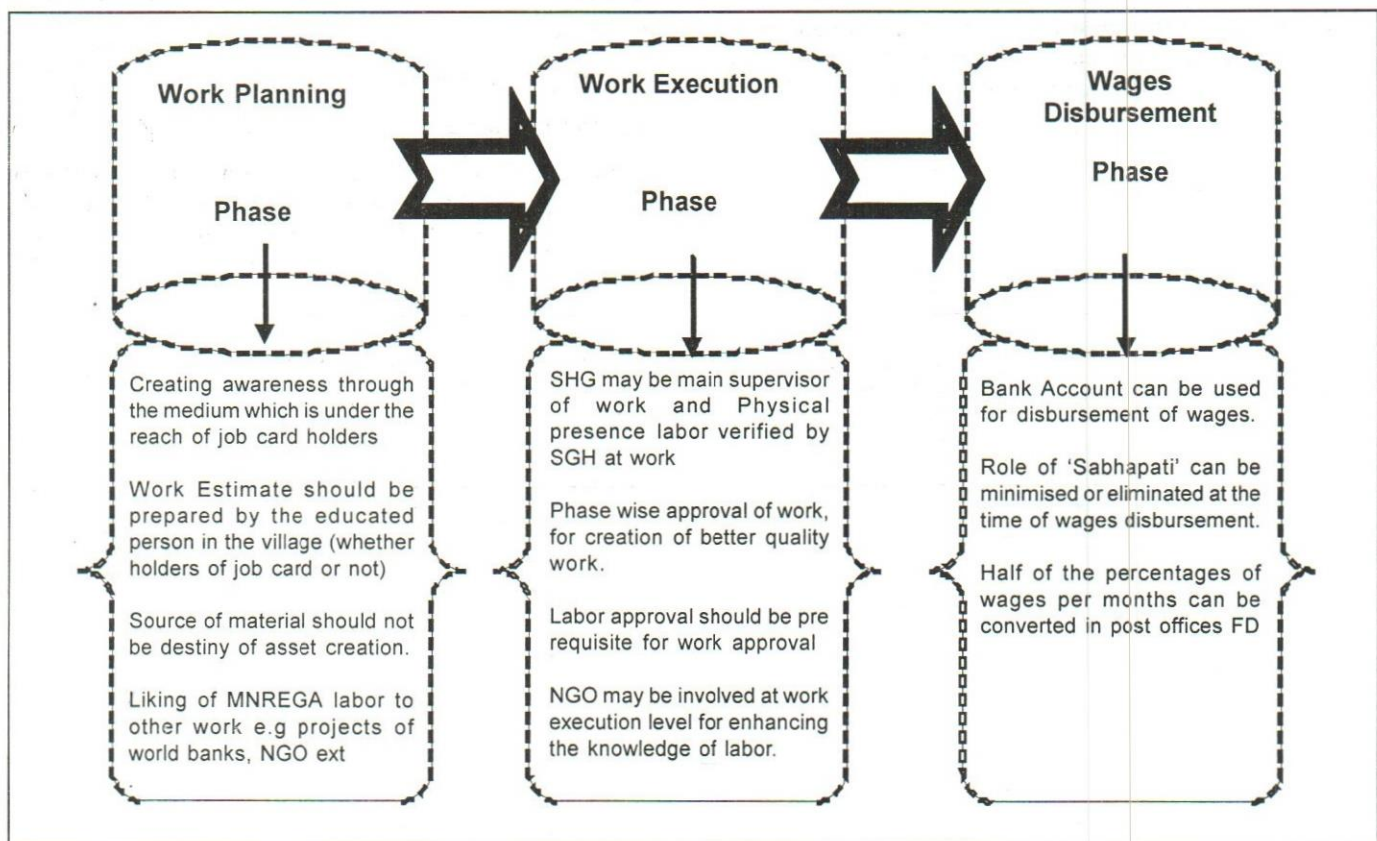 Work Planning
Phase
Creating awareness through
the medium which is under the
reach of job card holders
Work Estimate should be
prepared by the educated
person in the village (whether
holders of job card or not)
Source of material should not
be destiny of asset creation.
Liking of MNREGA labor to
other work e.g projects of
world banks, NGO ext
Work Execution
Phase
SHG may be main supervisor
of work and Physical
presence labor verified by
SGH at work
Phase wise approval of work,
for creation of better quality
work.
Labor approval should be pre
requisite for work approval
NGO may be involved at work
execution level for enhancing
the knowledge of labor.
Wages
Disbursement
Phase
Bank Account can be used
for disbursement of wages.
Role of ‘Sabhapati’ can be
minimised or eliminated at the
time of wages disbursement.
Half of the percentages of
wages per months can be
converted in post offices FD